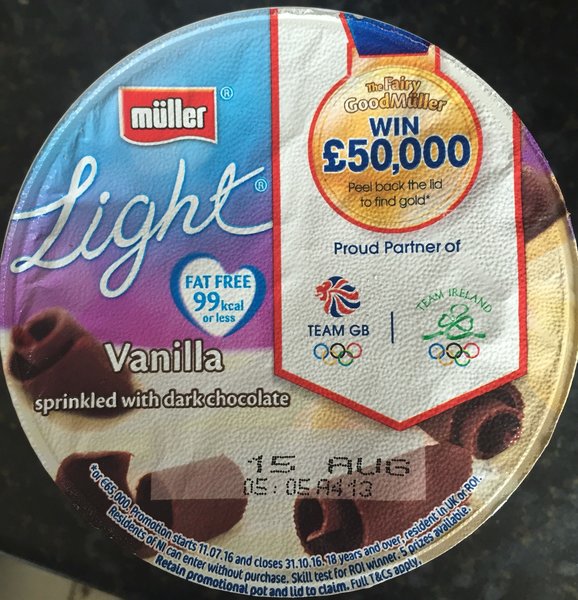 müller®
Light®
FAT FREE
99kcal
or less
Vanilla
sprinkled with dark chocolate
The Fairy
GoodMüller
WIN
£50,000
Peel back the lid
to find gold*
Proud Partner of
TEAM GB
TEAM IRELAND
15 AUG
05:05 A413
*or €65,000. Promotion starts 11.07.16 and closes 31.10.16. 18 years and over, resident in UK or ROI.
Residents of NI can enter without purchase. Skill test for ROI winner. 5 prizes available.
Retain promotional pot and lid to claim. Full T&Cs apply.